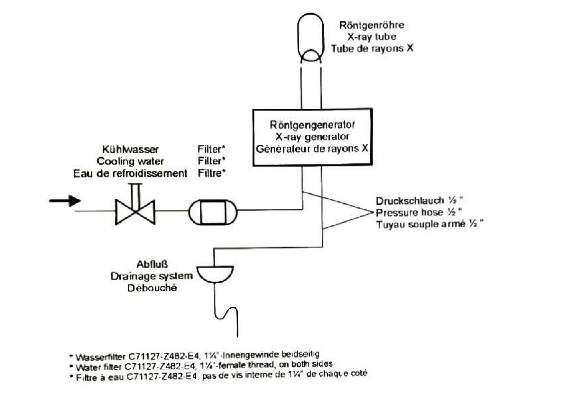 Röntgenröhre
X-ray tube
Tube de rayons X
Röntgengenerator
X-ray generator
Générateur de rayons X
Kühlwasser Filter*
Cooling water Filter*
Eau de refroidissement Filtre*
Druckschlauch ½ "
Pressure hose ½ "
Tuyau souple armé ½ "
Abfluß
Drainage system
Débouché
* Wasserfilter C71127-Z482-E4, 1¼"-Innengewinde beidseitig
* Water filter C71127-Z482-E4, 1¼"-female thread, on both sides
* Filtre à eau C71127-Z482-E4, pas de vis interne de 1¼" de chaque coté